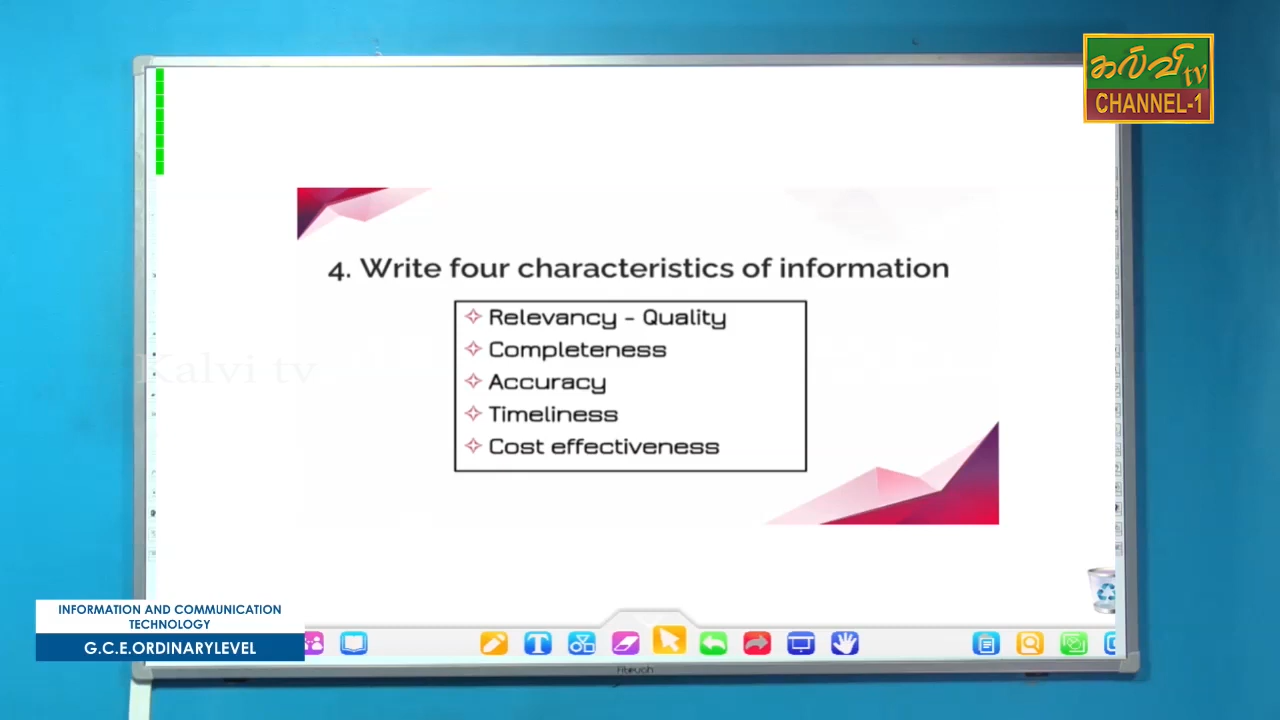 கல்வி tv
CHANNEL-1
4. Write four characteristics of information
Relevancy - Quality
Completeness
Accuracy
Timeliness
Cost effectiveness
Kalvi tv
INFORMATION AND COMMUNICATION
TECHNOLOGY
G.C.E.ORDINARYLEVEL